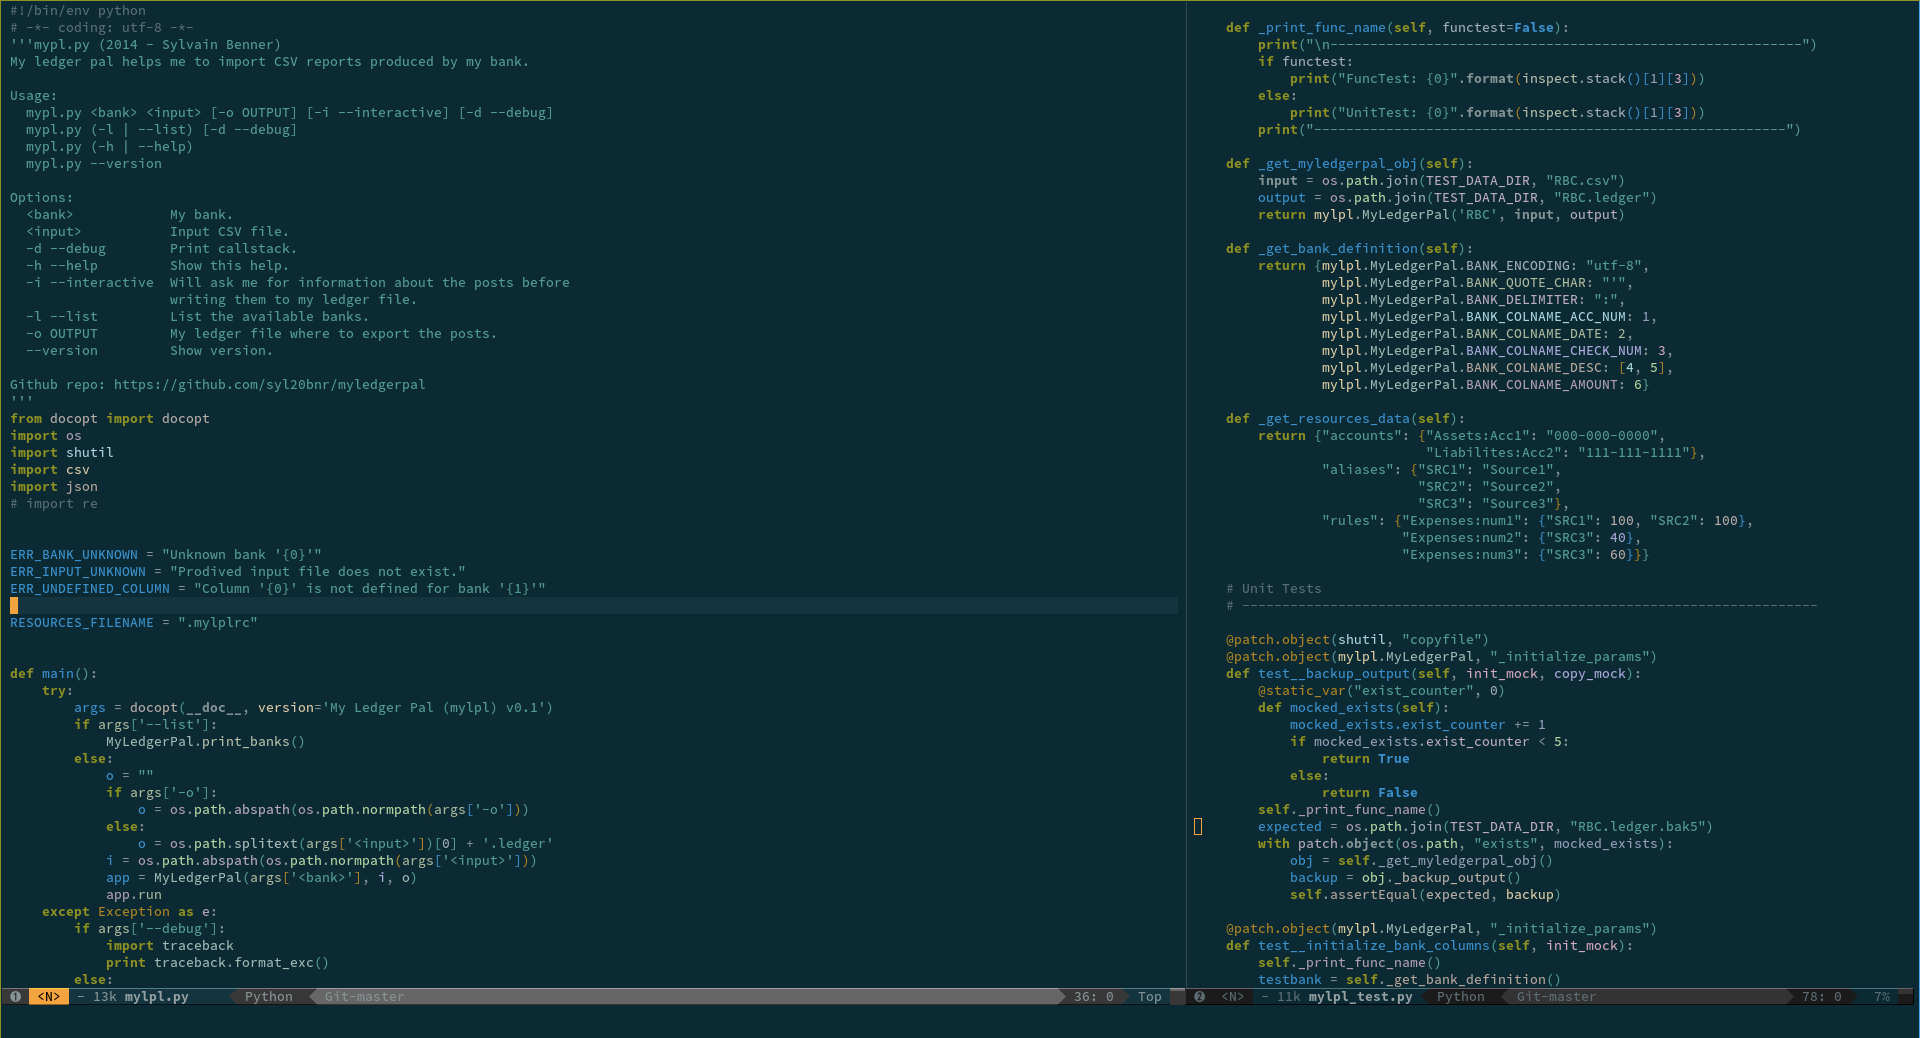 #!/bin/env python
# -*- coding: utf-8 -*-
'''mypl.py (2014 - Sylvain Benner)
My ledger pal helps me to import CSV reports produced by my bank.

Usage:
  mypl.py <bank> <input> [-o OUTPUT] [-i --interactive] [-d --debug]
  mypl.py (-l | --list) [-d --debug]
  mypl.py (-h | --help)
  mypl.py --version

Options:
  <bank>            My bank.
  <input>           Input CSV file.
  -d --debug        Print callstack.
  -h --help         Show this help.
  -i --interactive  Will ask me for information about the posts before
                    writing them to my ledger file.
  -l --list         List the available banks.
  -o OUTPUT         My ledger file where to export the posts.
  --version         Show version.

Github repo: https://github.com/syl20bnr/myledgerpal
'''
from docopt import docopt
import os
import shutil
import csv
import json
# import re

ERR_BANK_UNKNOWN = "Unknown bank '{0}'"
ERR_INPUT_UNKNOWN = "Prodived input file does not exist."
ERR_UNDEFINED_COLUMN = "Column '{0}' is not defined for bank '{1}'"

RESOURCES_FILENAME = ".mylplrc"

def main():
    try:
        args = docopt(__doc__, version='My Ledger Pal (mylpl) v0.1')
        if args['--list']:
            MyLedgerPal.print_banks()
        else:
            o = ""
            if args['-o']:
                o = os.path.abspath(os.path.normpath(args['-o']))
            else:
                o = os.path.splitext(args['<input>'])[0] + '.ledger'
            i = os.path.abspath(os.path.normpath(args['<input>']))
            app = MyLedgerPal(args['<bank>'], i, o)
            app.run
    except Exception as e:
        if args['--debug']:
            import traceback
            print traceback.format_exc()
        else:
❶ <N> - 13k mylpl.py Python Git-master 36: 0 Top

def _print_func_name(self, functest=False):
    print("\n-----------------------------------------------------------")
    if functest:
        print("FuncTest: {0}".format(inspect.stack()[1][3]))
    else:
        print("UnitTest: {0}".format(inspect.stack()[1][3]))
    print("-----------------------------------------------------------")

def _get_myledgerpal_obj(self):
    input = os.path.join(TEST_DATA_DIR, "RBC.csv")
    output = os.path.join(TEST_DATA_DIR, "RBC.ledger")
    return mylpl.MyLedgerPal('RBC', input, output)

def _get_bank_definition(self):
    return {mylpl.MyLedgerPal.BANK_ENCODING: "utf-8",
            mylpl.MyLedgerPal.BANK_QUOTE_CHAR: "'",
            mylpl.MyLedgerPal.BANK_DELIMITER: ":",
            mylpl.MyLedgerPal.BANK_COLNAME_ACC_NUM: 1,
            mylpl.MyLedgerPal.BANK_COLNAME_DATE: 2,
            mylpl.MyLedgerPal.BANK_COLNAME_CHECK_NUM: 3,
            mylpl.MyLedgerPal.BANK_COLNAME_DESC: [4, 5],
            mylpl.MyLedgerPal.BANK_COLNAME_AMOUNT: 6}

def _get_resources_data(self):
    return {"accounts": {"Assets:Acc1": "000-000-0000",
                         "Liabilites:Acc2": "111-111-1111"},
            "aliases": {"SRC1": "Source1",
                        "SRC2": "Source2",
                        "SRC3": "Source3"},
            "rules": {"Expenses:num1": {"SRC1": 100, "SRC2": 100},
                      "Expenses:num2": {"SRC3": 40},
                      "Expenses:num3": {"SRC3": 60}}}

# Unit Tests
# ------------------------------------------------------------------------

@patch.object(shutil, "copyfile")
@patch.object(mylpl.MyLedgerPal, "_initialize_params")
def test__backup_output(self, init_mock, copy_mock):
    @static_var("exist_counter", 0)
    def mocked_exists(self):
        mocked_exists.exist_counter += 1
        if mocked_exists.exist_counter < 5:
            return True
        else:
            return False
    self._print_func_name()
    expected = os.path.join(TEST_DATA_DIR, "RBC.ledger.bak5")
    with patch.object(os.path, "exists", mocked_exists):
        obj = self._get_myledgerpal_obj()
        backup = obj._backup_output()
        self.assertEqual(expected, backup)

@patch.object(mylpl.MyLedgerPal, "_initialize_params")
def test__initialize_bank_columns(self, init_mock):
    self._print_func_name()
    testbank = self._get_bank_definition()
❷ <N> - 11k mylpl_test.py Python Git-master 78: 0 7%